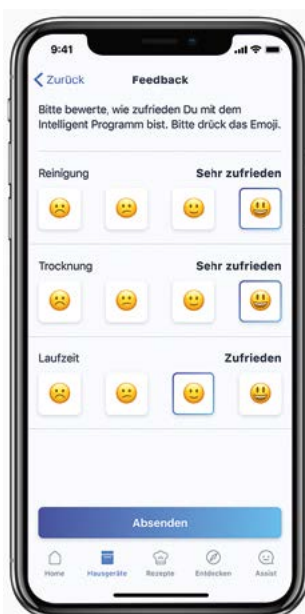 9:41
Zurück Feedback
Bitte bewerte, wie zufrieden Du mit dem
Intelligent Programm bist. Bitte drück das Emoji.
Reinigung Sehr zufrieden
Trocknung Sehr zufrieden
Laufzeit Zufrieden
Absenden
Home Hausgeräte Rezepte Entdecken Assist